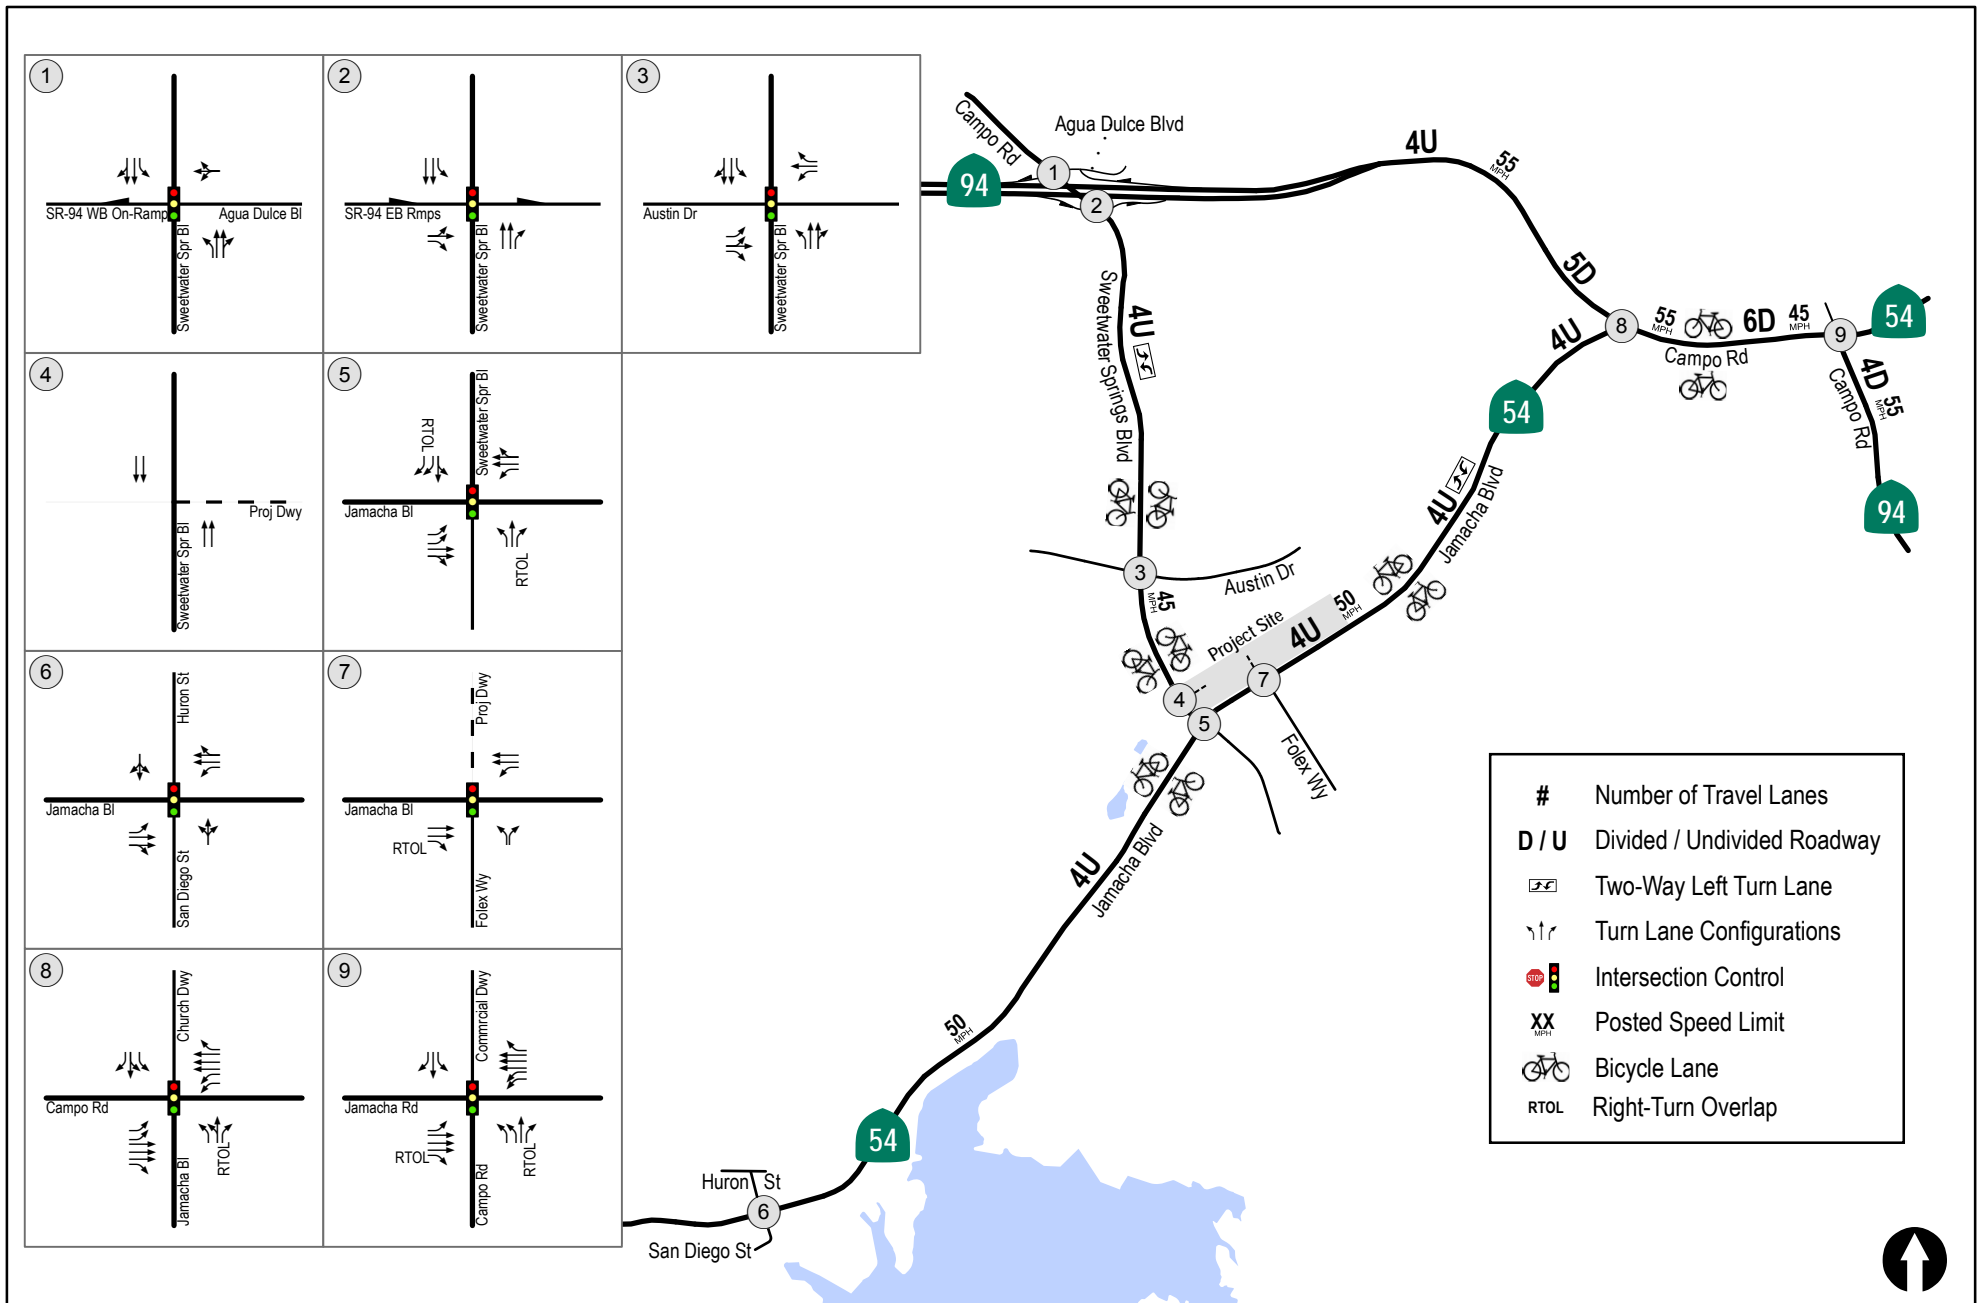 1
SR-94 WB On-Ramp
Agua Dulce Bl
Sweetwater Spr Bl
2
SR-94 EB Rmps
Sweetwater Spr Bl
3
Austin Dr
Sweetwater Spr Bl
4
Proj Dwy
Sweetwater Spr Bl
5
RTOL
Sweetwater Spr Bl
Jamacha Bl
RTOL
6
Huron St
Jamacha Bl
San Diego St
7
Proj Dwy
Jamacha Bl
RTOL
Folex Wy
8
Church Dwy
Campo Rd
RTOL
Jamacha Bl
9
Commrcial Dwy
Jamacha Rd
RTOL
RTOL
Campo Rd
Campo Rd
Agua Dulce Blvd
94
1
2
4U
55
MPH
5D
8
4U
55
MPH
6D
45
MPH
Campo Rd
9
54
4D
55
MPH
Campo Rd
94
Sweetwater Springs Blvd
4U
54
4U
Jamacha Blvd
3
Austin Dr
45
MPH
Project Site
4U
50
MPH
4
5
7
Folex Wy
4U
Jamacha Blvd
50
MPH
54
Huron St
6
San Diego St
# Number of Travel Lanes
D / U Divided / Undivided Roadway
Two-Way Left Turn Lane
Turn Lane Configurations
STOP Intersection Control
XX
MPH
Posted Speed Limit
Bicycle Lane
RTOL Right-Turn Overlap